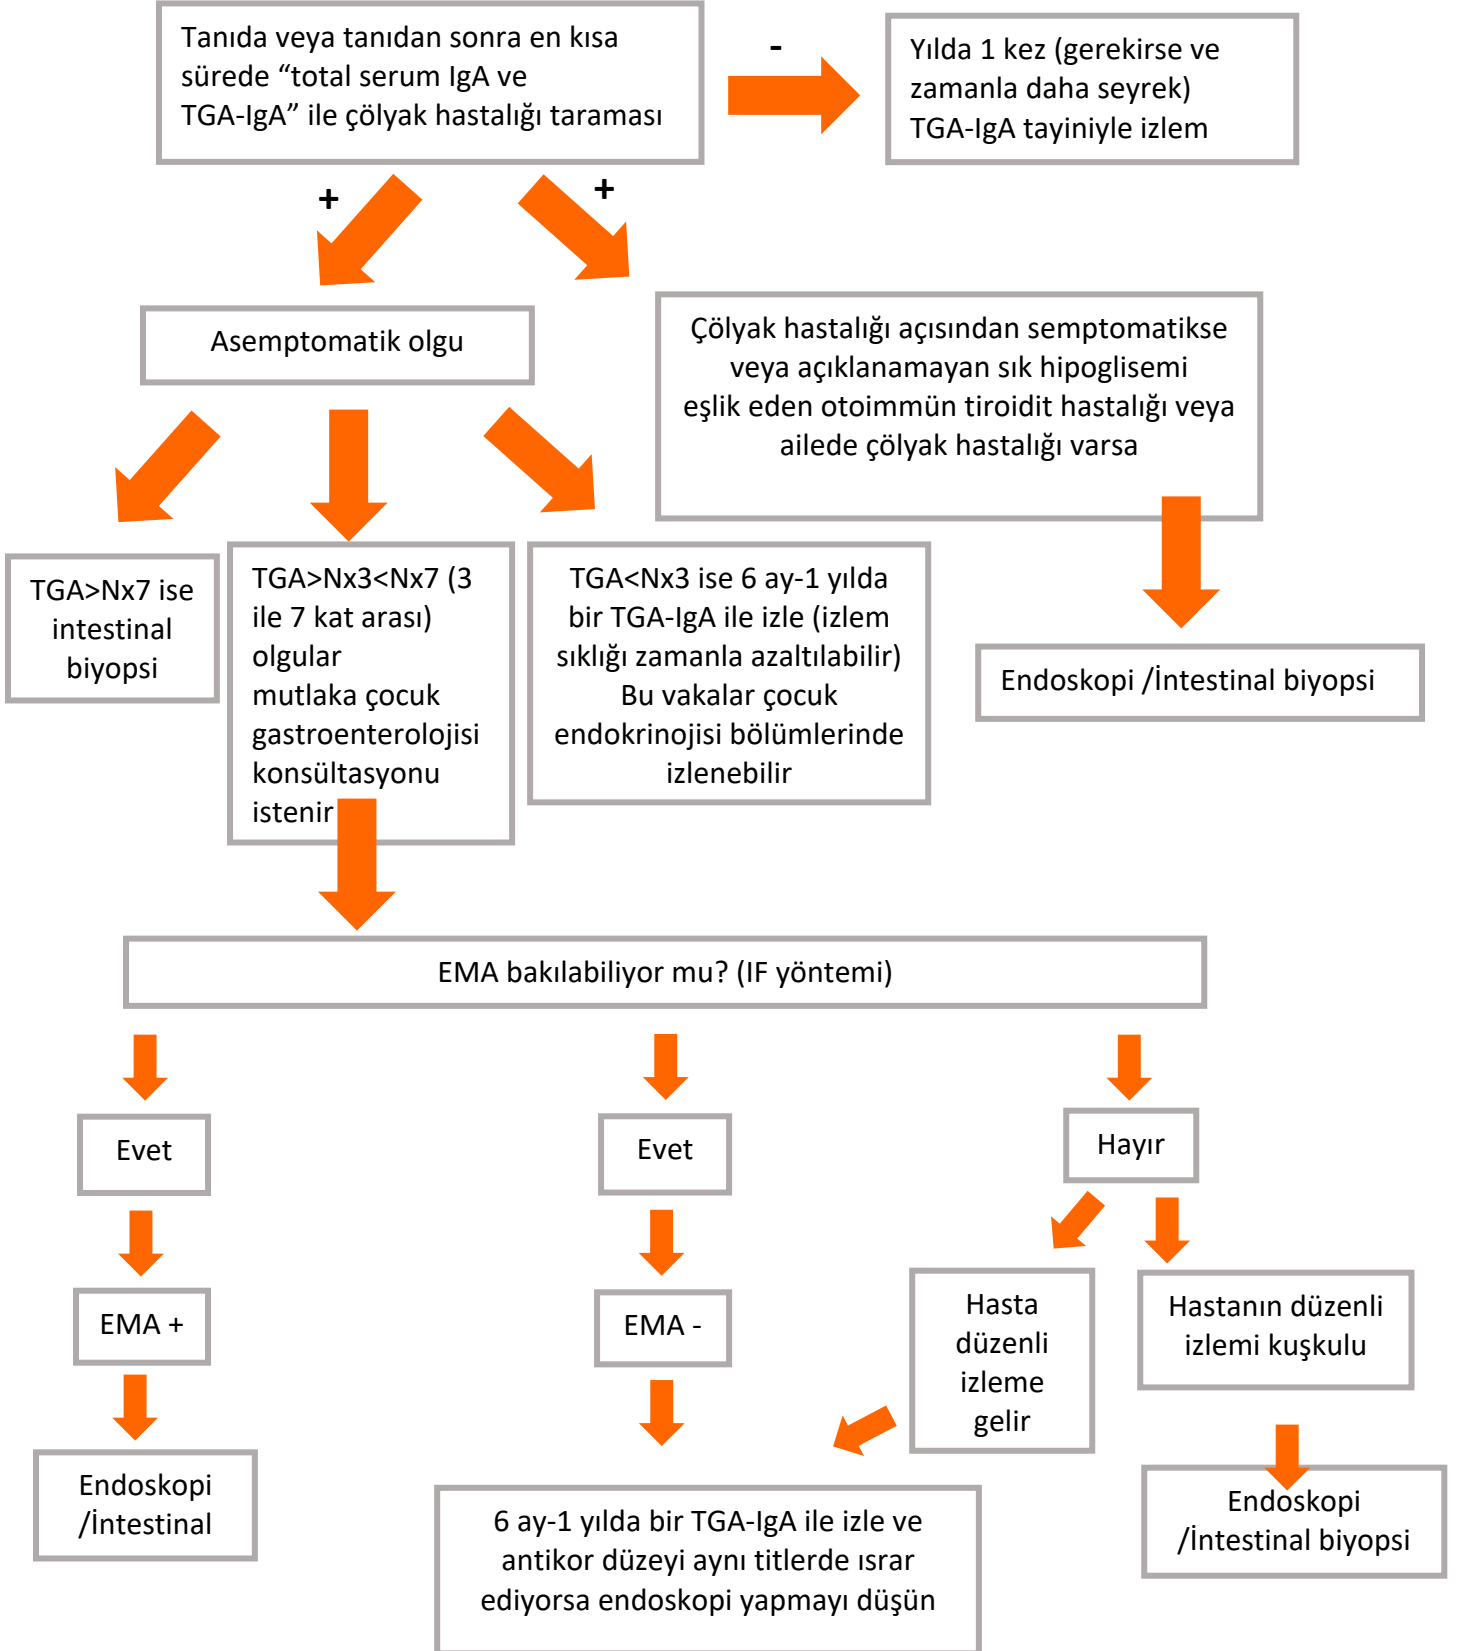 Tanıda veya tanıdan sonra en kısa
sürede “total serum IgA ve
TGA-IgA” ile çölyak hastalığı taraması
-
Yılda 1 kez (gerekirse ve
zamanla daha seyrek)
TGA-IgA tayiniyle izlem
+
+
Asemptomatik olgu
Çölyak hastalığı açısından semptomatikse
veya açıklanamayan sık hipoglisemi
eşlik eden otoimmün tiroidit hastalığı veya
ailede çölyak hastalığı varsa
TGA>Nx7 ise
intestinal
biyopsi
TGA>Nx3<Nx7 (3
ile 7 kat arası)
olgular
mutlaka çocuk
gastroenterolojisi
konsültasyonu
istenir
TGA<Nx3 ise 6 ay-1 yılda
bir TGA-IgA ile izle (izlem
sıklığı zamanla azaltılabilir)
Bu vakalar çocuk
endokrinojisi bölümlerinde
izlenebilir
Endoskopi /İntestinal biyopsi
EMA bakılabiliyor mu? (IF yöntemi)
Evet
Evet
Hayır
EMA +
EMA -
Hasta
düzenli
izleme
gelir
Hastanın düzenli
izlemi kuşkulu
Endoskopi
/İntestinal
6 ay-1 yılda bir TGA-IgA ile izle ve
antikor düzeyi aynı titlerde ısrar
ediyorsa endoskopi yapmayı düşün
Endoskopi
/İntestinal biyopsi